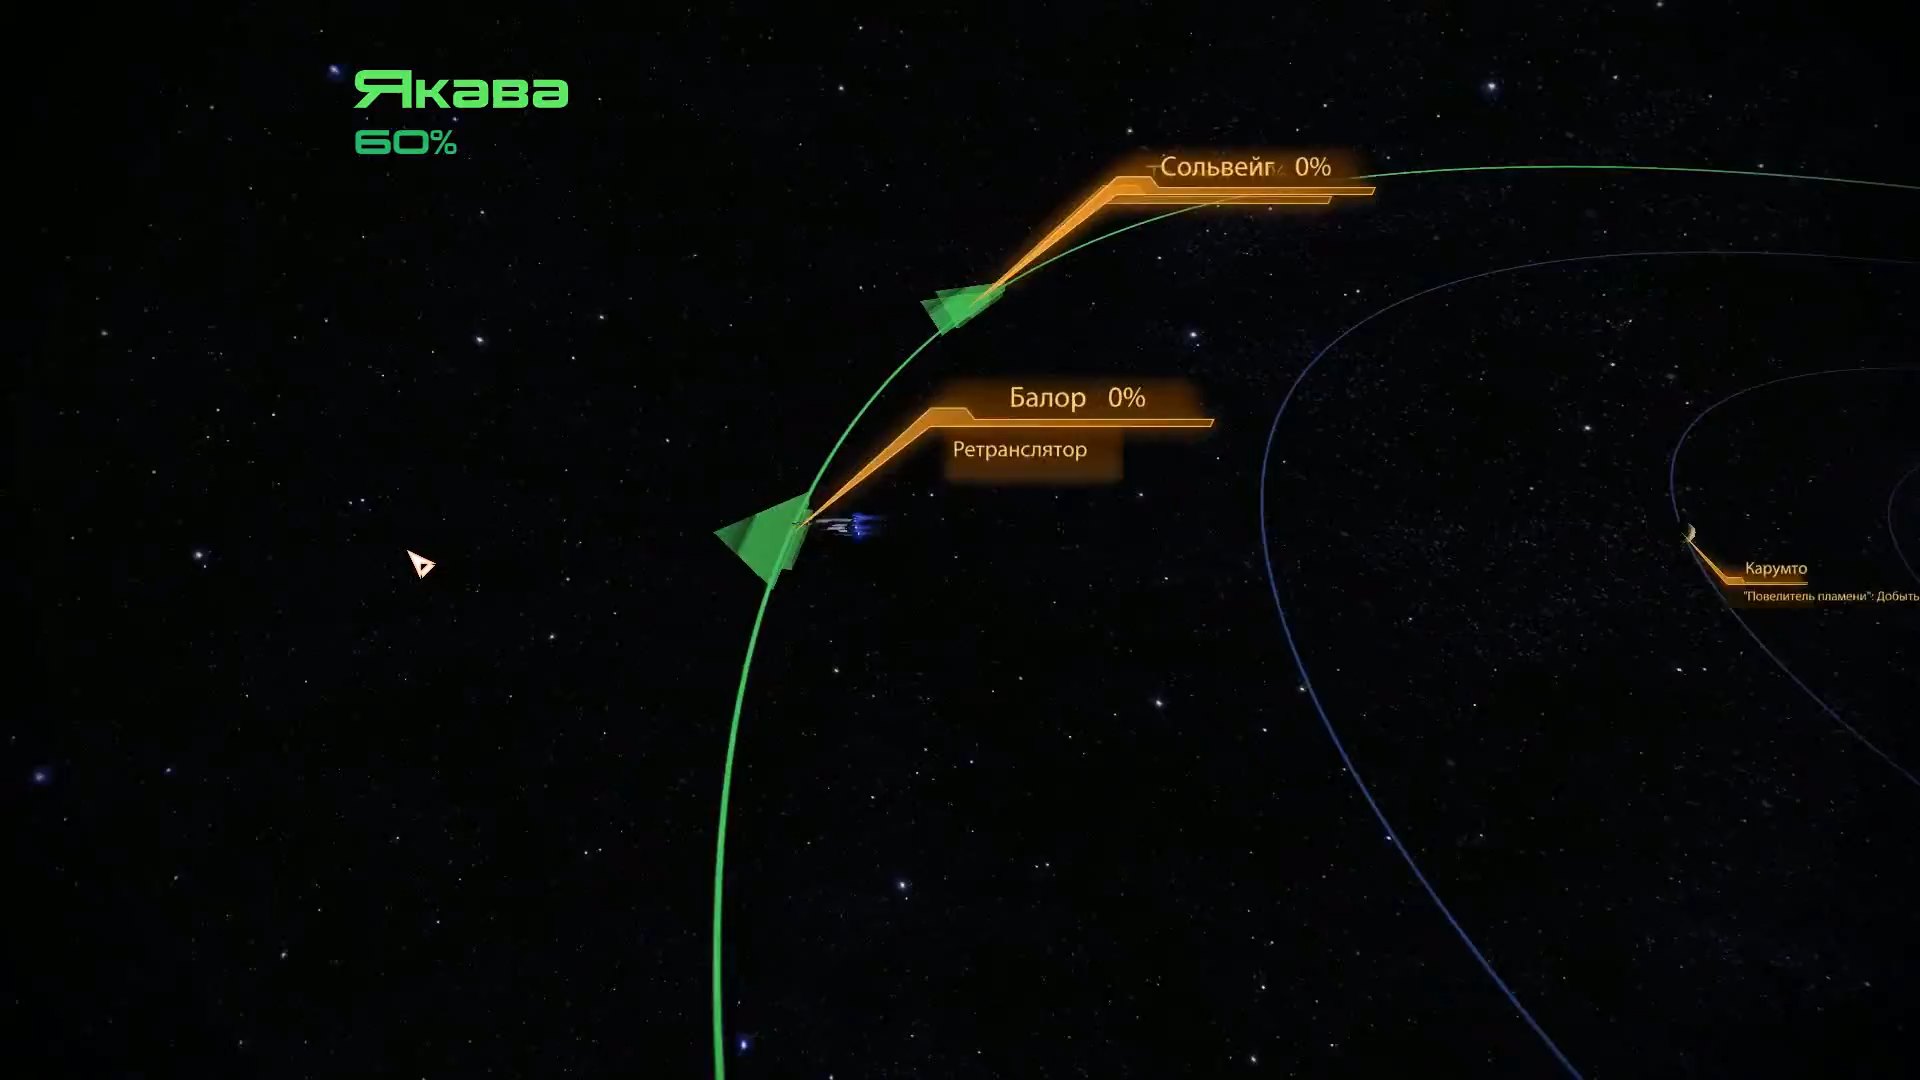 Якава
60%
Сольвейг 0%
Балор 0%
Ретранслятор
Карумто
"Повелитель пламени": Добыть